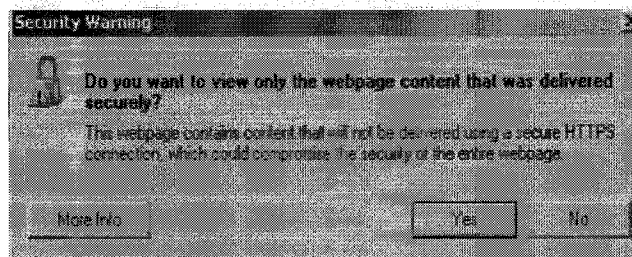 Security Warning
Do you want to view only the webpage content that was delivered
securely?
This webpage contains content that will not be delivered using a secure HTTPS
connection, which could compromise the security of the entire webpage.
More Info
Yes
No